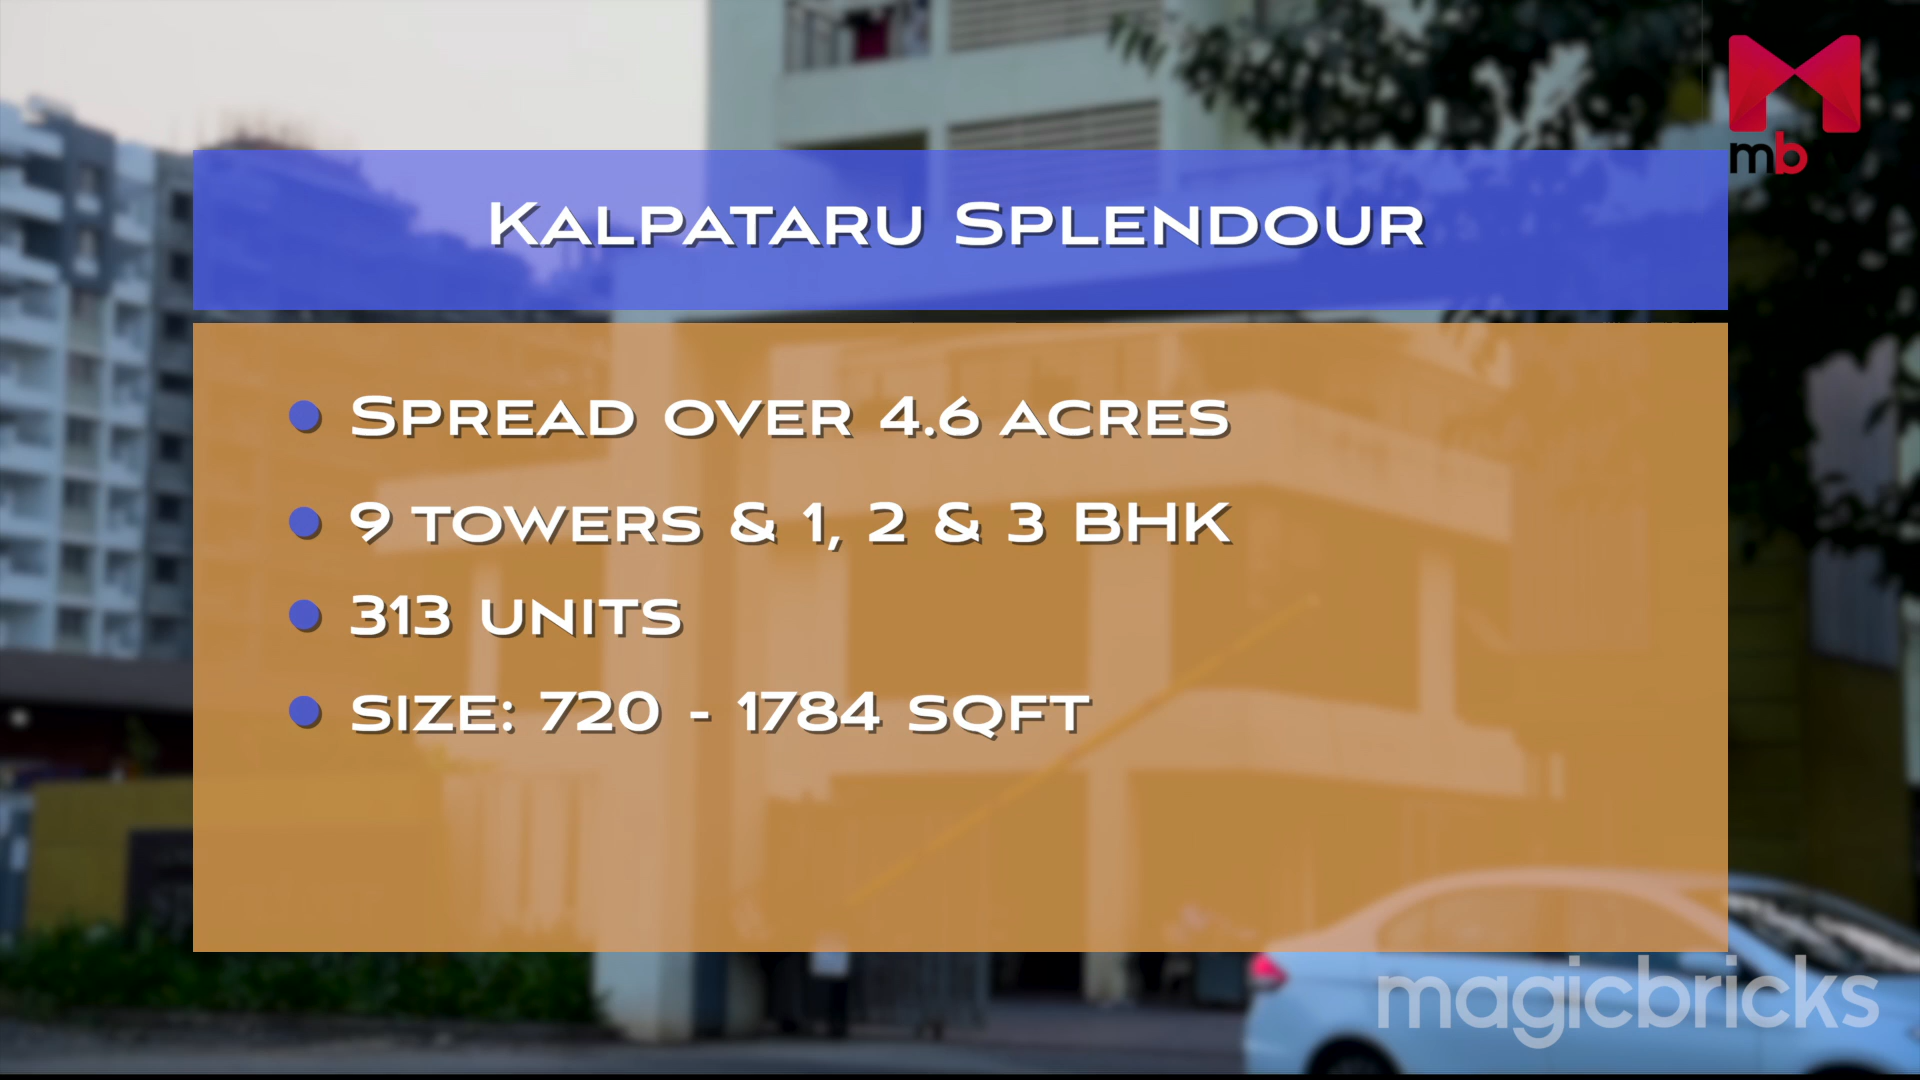 mb
Kalpataru Splendour
Spread over 4.6 acres
9 towers & 1, 2 & 3 BHK
313 units
size: 720 - 1784 sqft
magicbricks